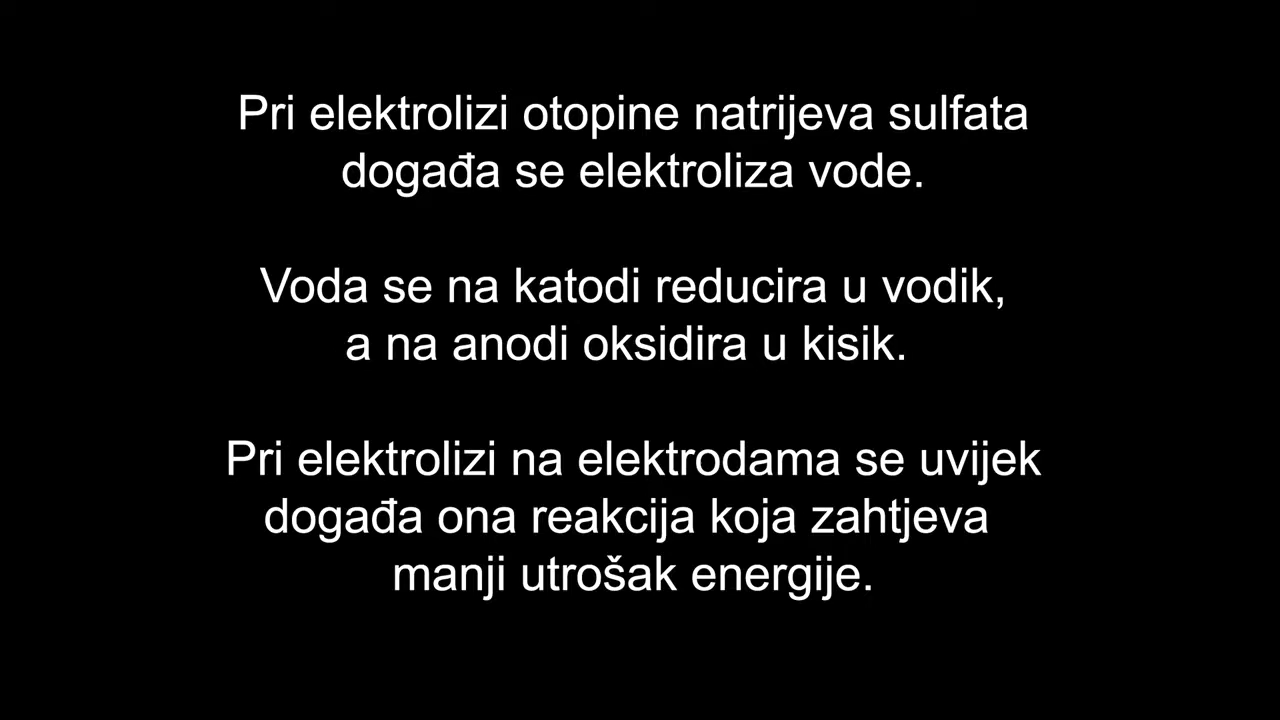 Pri elektrolizi otopine natrijeva sulfata
događa se elektroliza vode.
Voda se na katodi reducira u vodik,
a na anodi oksidira u kisik.
Pri elektrolizi na elektrodama se uvijek
događa ona reakcija koja zahtjeva
manji utrošak energije.